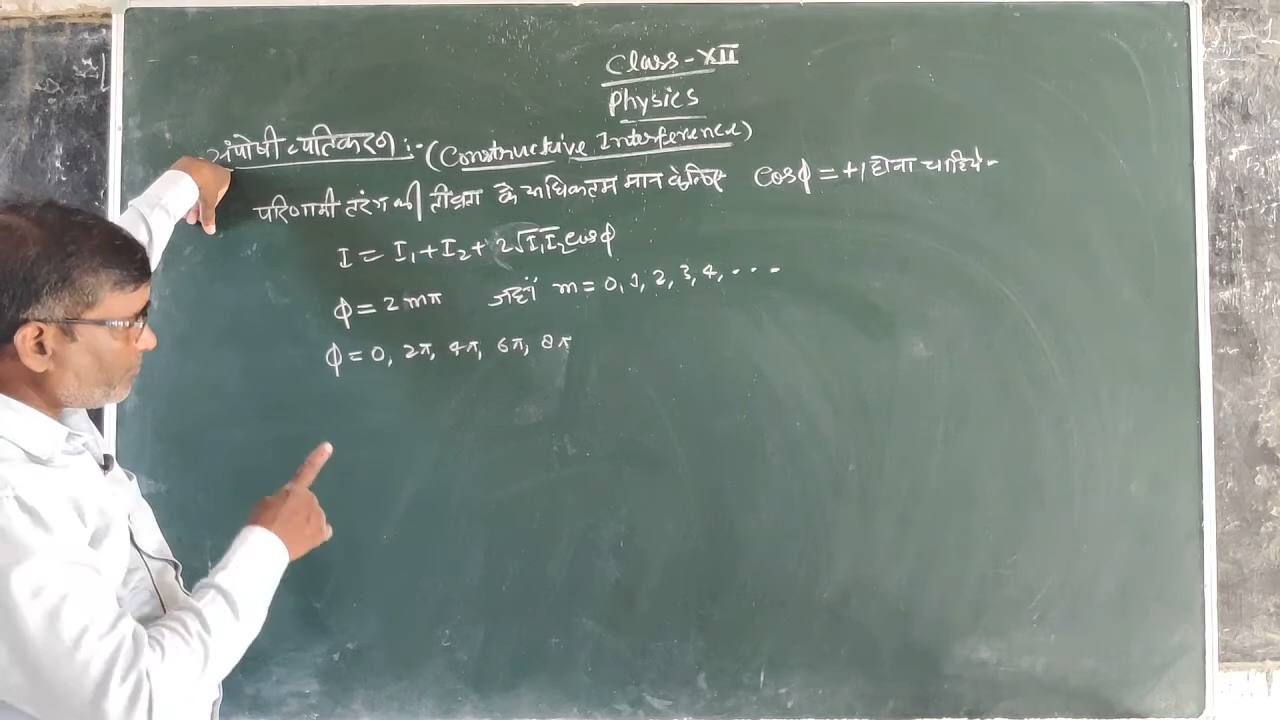 Class-XII
Physics
संपोषी व्यतिकरण :- (Constructive Interference)
परिणामी तरंग की तीव्रता के अधिकतम मान के लिए cosϕ = +1 होना चाहिये -
I = I₁ + I₂ + 2√I₁I₂ cosϕ
ϕ = 2mπ जहाँ m = 0, 1, 2, 3, 4, ....
ϕ = 0, 2π, 4π, 6π, 8π